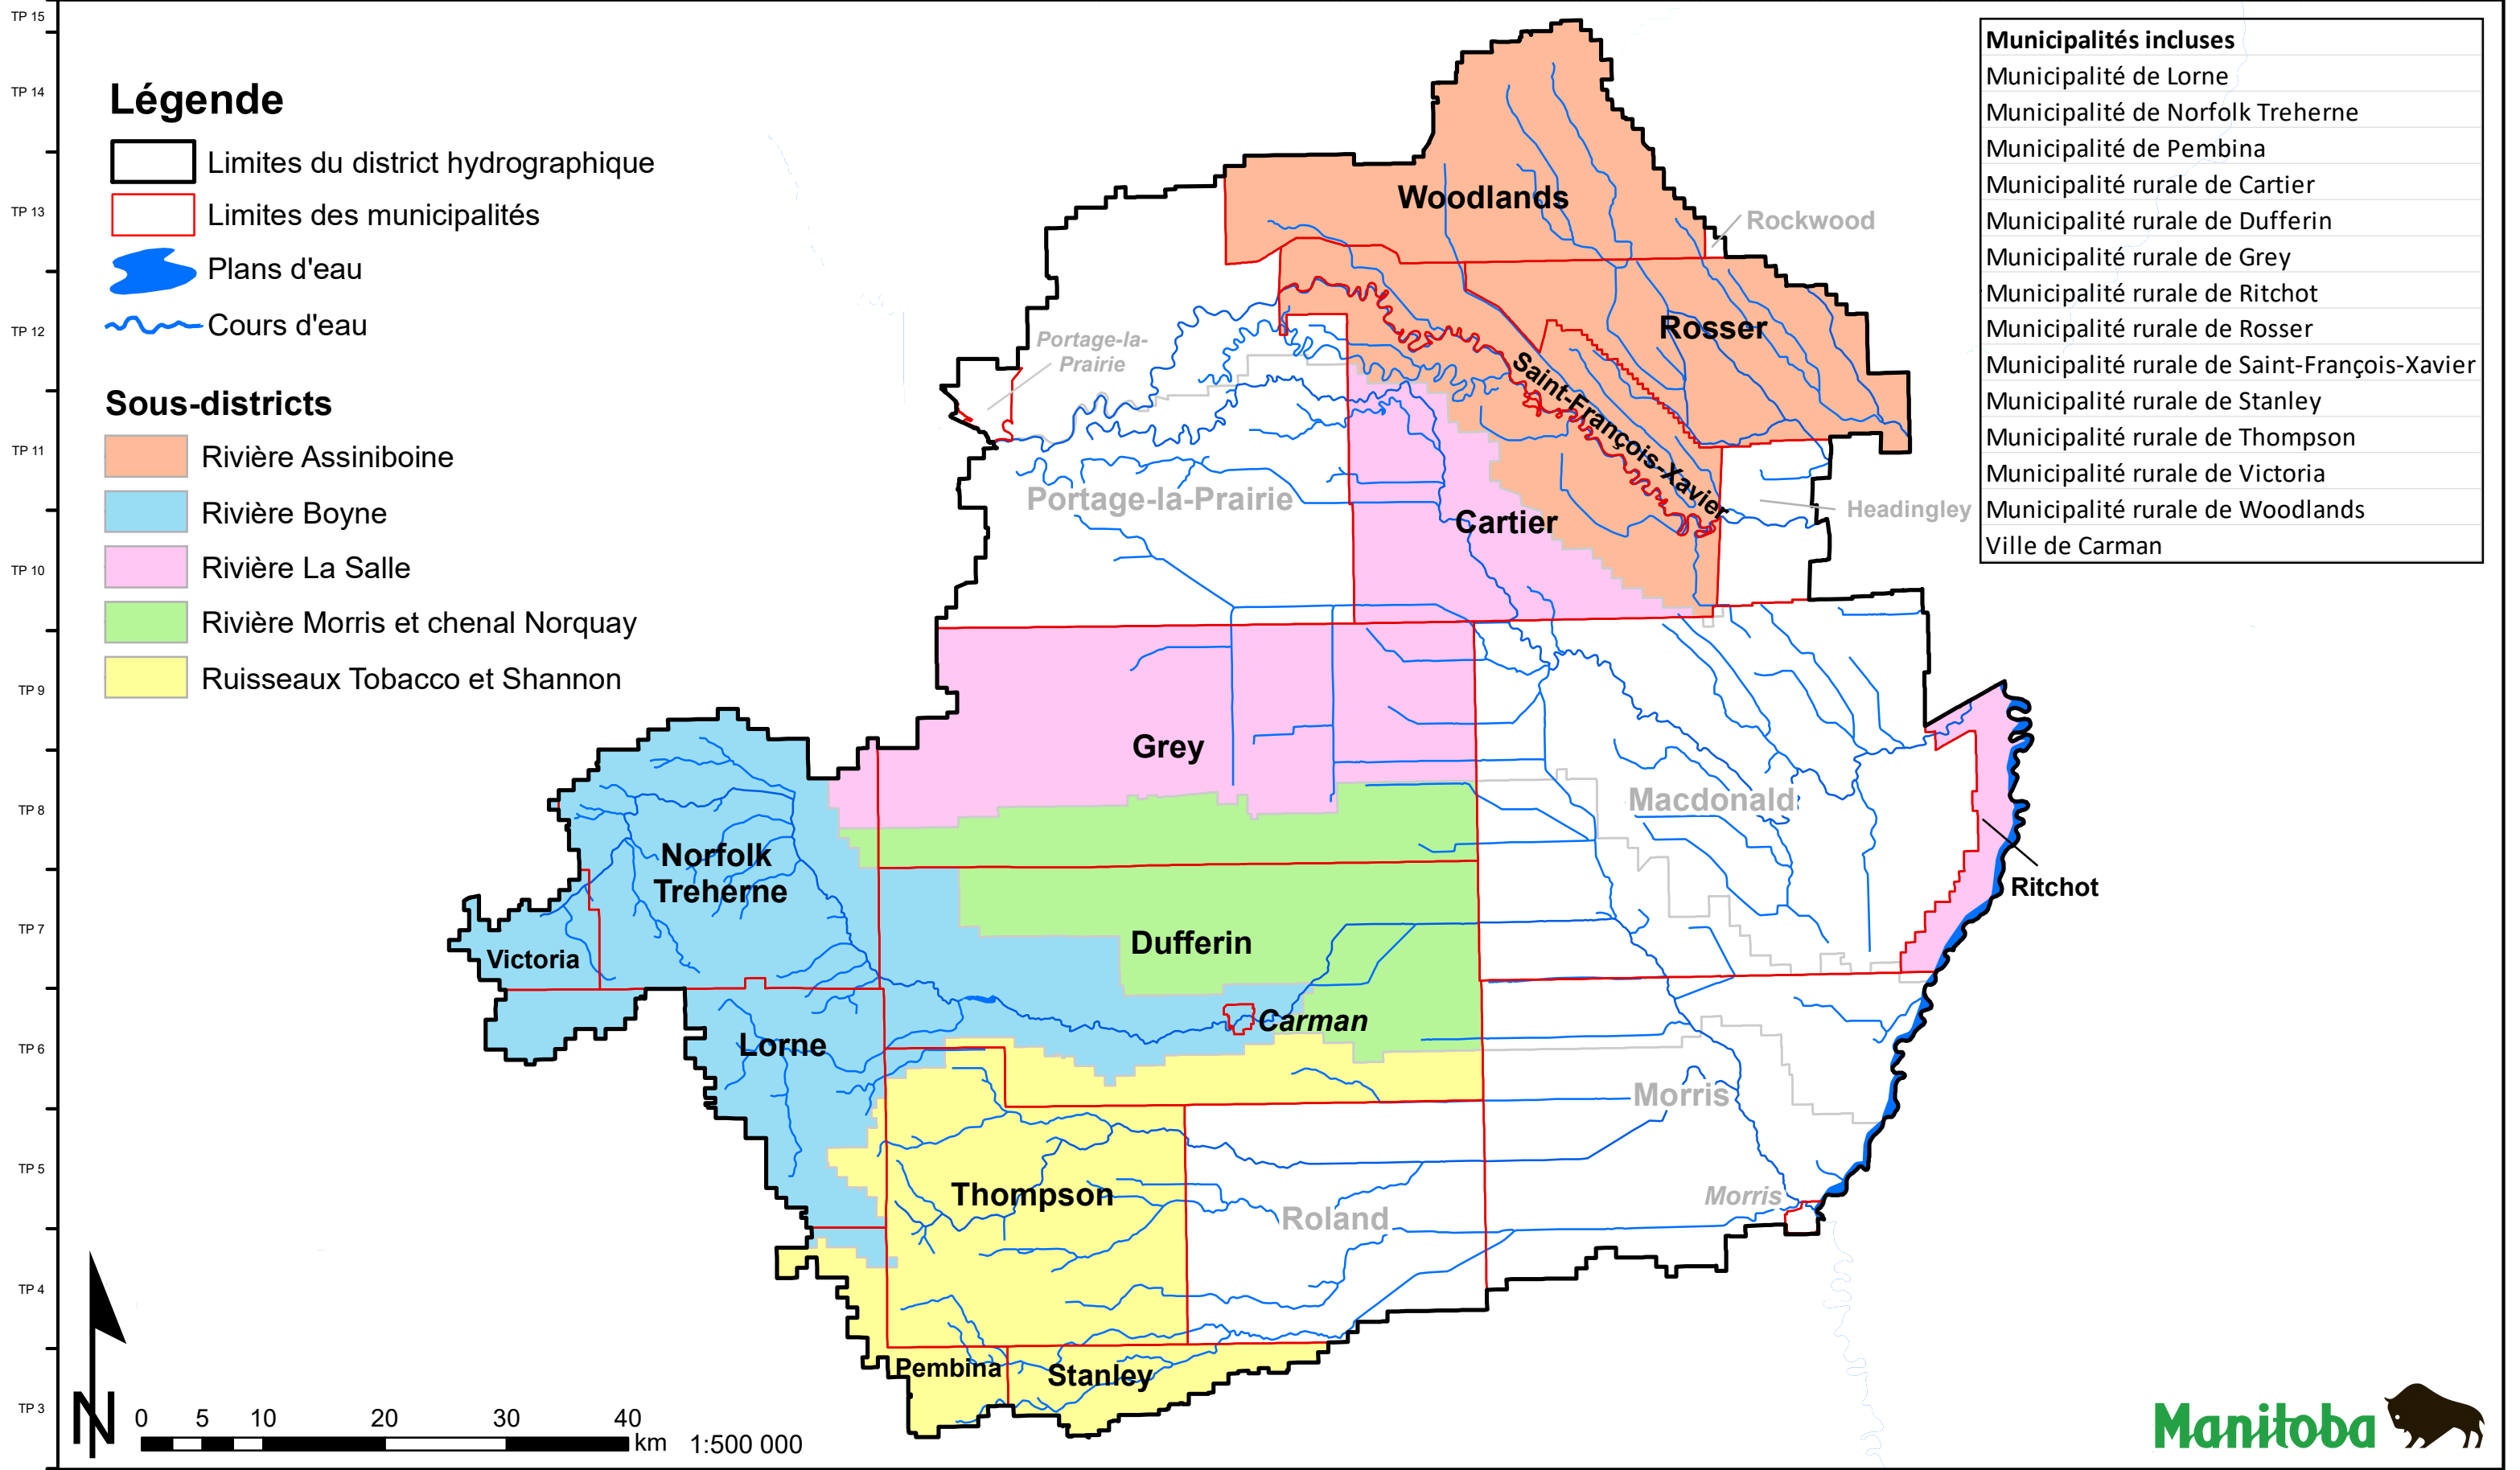 TP 15
TP 14
TP 13
TP 12
TP 11
TP 10
TP 9
TP 8
TP 7
TP 6
TP 5
TP 4
TP 3
Légende
Limites du district hydrographique
Limites des municipalités
Plans d'eau
Cours d'eau
Sous-districts
Rivière Assiniboine
Rivière Boyne
Rivière La Salle
Rivière Morris et chenal Norquay
Ruisseaux Tobacco et Shannon
Municipalités incluses
Municipalité de Lorne
Municipalité de Norfolk Treherne
Municipalité de Pembina
Municipalité rurale de Cartier
Municipalité rurale de Dufferin
Municipalité rurale de Grey
Municipalité rurale de Ritchot
Municipalité rurale de Rosser
Municipalité rurale de Saint-François-Xavier
Municipalité rurale de Stanley
Municipalité rurale de Thompson
Municipalité rurale de Victoria
Municipalité rurale de Woodlands
Ville de Carman
Woodlands
Rockwood
Rosser
Portage-la-
Prairie
Saint-François-Xavier
Portage-la-Prairie
Cartier
Headingley
Grey
Macdonald
Norfolk
Treherne
Ritchot
Dufferin
Victoria
Carman
Lorne
Morris
Thompson
Morris
Roland
Pembina
Stanley
N
0 5 10 20 30 40
km 1:500 000
Manitoba